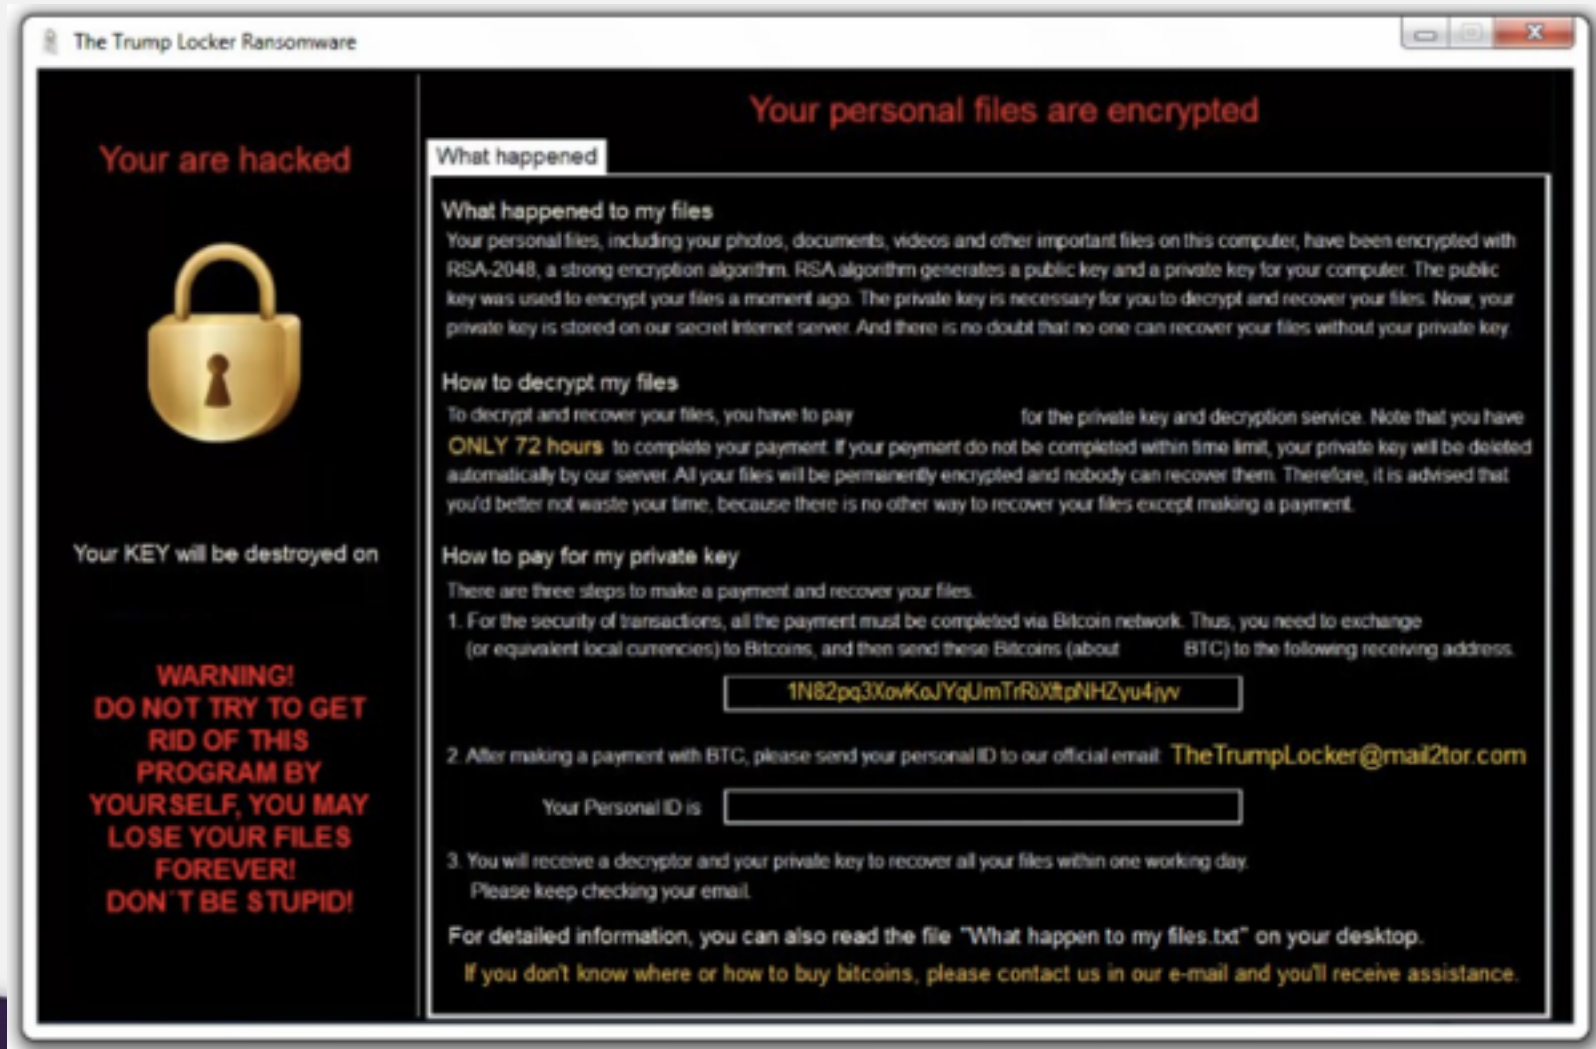 The Trump Locker Ransomware
Your are hacked
Your KEY will be destroyed on
WARNING!
DO NOT TRY TO GET
RID OF THIS
PROGRAM BY
YOURSELF, YOU MAY
LOSE YOUR FILES
FOREVER!
DON´T BE STUPID!
Your personal files are encrypted
What happened
What happened to my files
Your personal files, including your photos, documents, videos and other important files on this computer, have been encrypted with
RSA-2048, a strong encryption algorithm. RSA algorithm generates a public key and a private key for your computer. The public
key was used to encrypt your files a moment ago. The private key is necessary for you to decrypt and recover your files. Now, your
private key is stored on our secret Internet server. And there is no doubt that no one can recover your files without your private key.
How to decrypt my files
To decrypt and recover your files, you have to pay for the private key and decryption service. Note that you have
ONLY 72 hours to complete your payment. If your peyment do not be completed within time limit, your private key will be deleted
automatically by our server. All your files will be permanently encrypted and nobody can recover them. Therefore, it is advised that
you'd better not waste your time, because there is no other way to recover your files except making a payment.
How to pay for my private key
There are three steps to make a payment and recover your files.
1. For the security of transactions, all the payment must be completed via Bitcoin network. Thus, you need to exchange
(or equivalent local currencies) to Bitcoins, and then send these Bitcoins (about BTC) to the following receiving address.
1N82pq3XovKoJYqUmTrRiXftpNHZyu4jyv
2. After making a payment with BTC, please send your personal ID to our official email: TheTrumpLocker@mail2tor.com
Your Personal ID is
3. You will receive a decryptor and your private key to recover all your files within one working day.
Please keep checking your email.
For detailed information, you can also read the file "What happen to my files.txt" on your desktop.
If you don't know where or how to buy bitcoins, please contact us in our e-mail and you'll receive assistance.